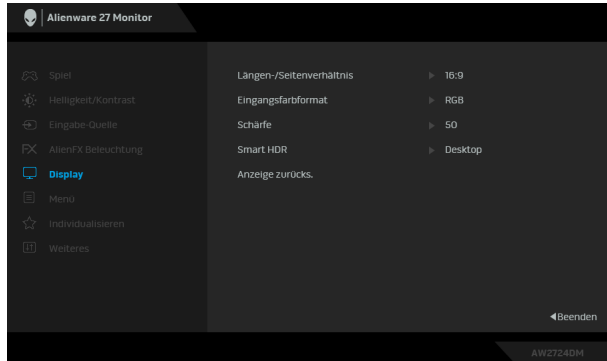 Alienware 27 Monitor
Spiel
Helligkeit/Kontrast
Eingabe-Quelle
AlienFX Beleuchtung
Display
Menü
Individualisieren
Weiteres
Längen-/Seitenverhältnis 16:9
Eingangsfarbformat RGB
Schärfe 50
Smart HDR Desktop
Anzeige zurücks.
Beenden
AW2724DM